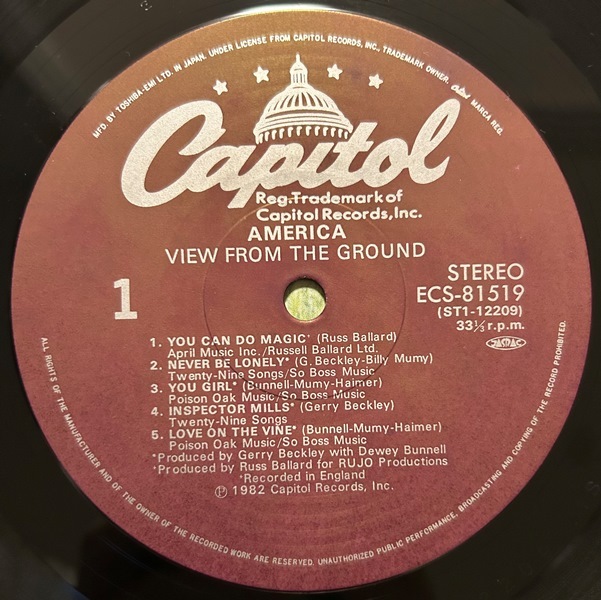 MFD. BY TOSHIBA-EMI LTD. IN JAPAN. UNDER LICENSE FROM CAPITOL RECORDS, INC., TRADEMARK OWNER. Capitol MARCA REG.
Capitol
Reg.Trademark of
Capitol Records,Inc.
AMERICA
VIEW FROM THE GROUND
1
STEREO
ECS-81519
(ST1-12209)
33⅓ r.p.m.
JASRAC
1. YOU CAN DO MAGIC⁺ (Russ Ballard)
April Music Inc./Russell Ballard Ltd.
2. NEVER BE LONELY* (G.Beckley-Billy Mumy)
Twenty-Nine Songs/So Boss Music
3. YOU GIRL* (Bunnell-Mumy-Haimer)
Poison Oak Music/So Boss Music
4. INSPECTOR MILLS* (Gerry Beckley)
Twenty-Nine Songs
5. LOVE ON THE VINE* (Bunnell-Mumy-Haimer)
Poison Oak Music/So Boss Music
*Produced by Gerry Beckley with Dewey Bunnell
⁺Produced by Russ Ballard for RUJO Productions
⁺Recorded in England
℗ 1982 Capitol Records, Inc.
ALL RIGHTS OF THE MANUFACTURER AND OF THE OWNER OF THE RECORDED WORK ARE RESERVED. UNAUTHORIZED PUBLIC PERFORMANCE, BROADCASTING AND COPYING OF THE RECORD PROHIBITED.